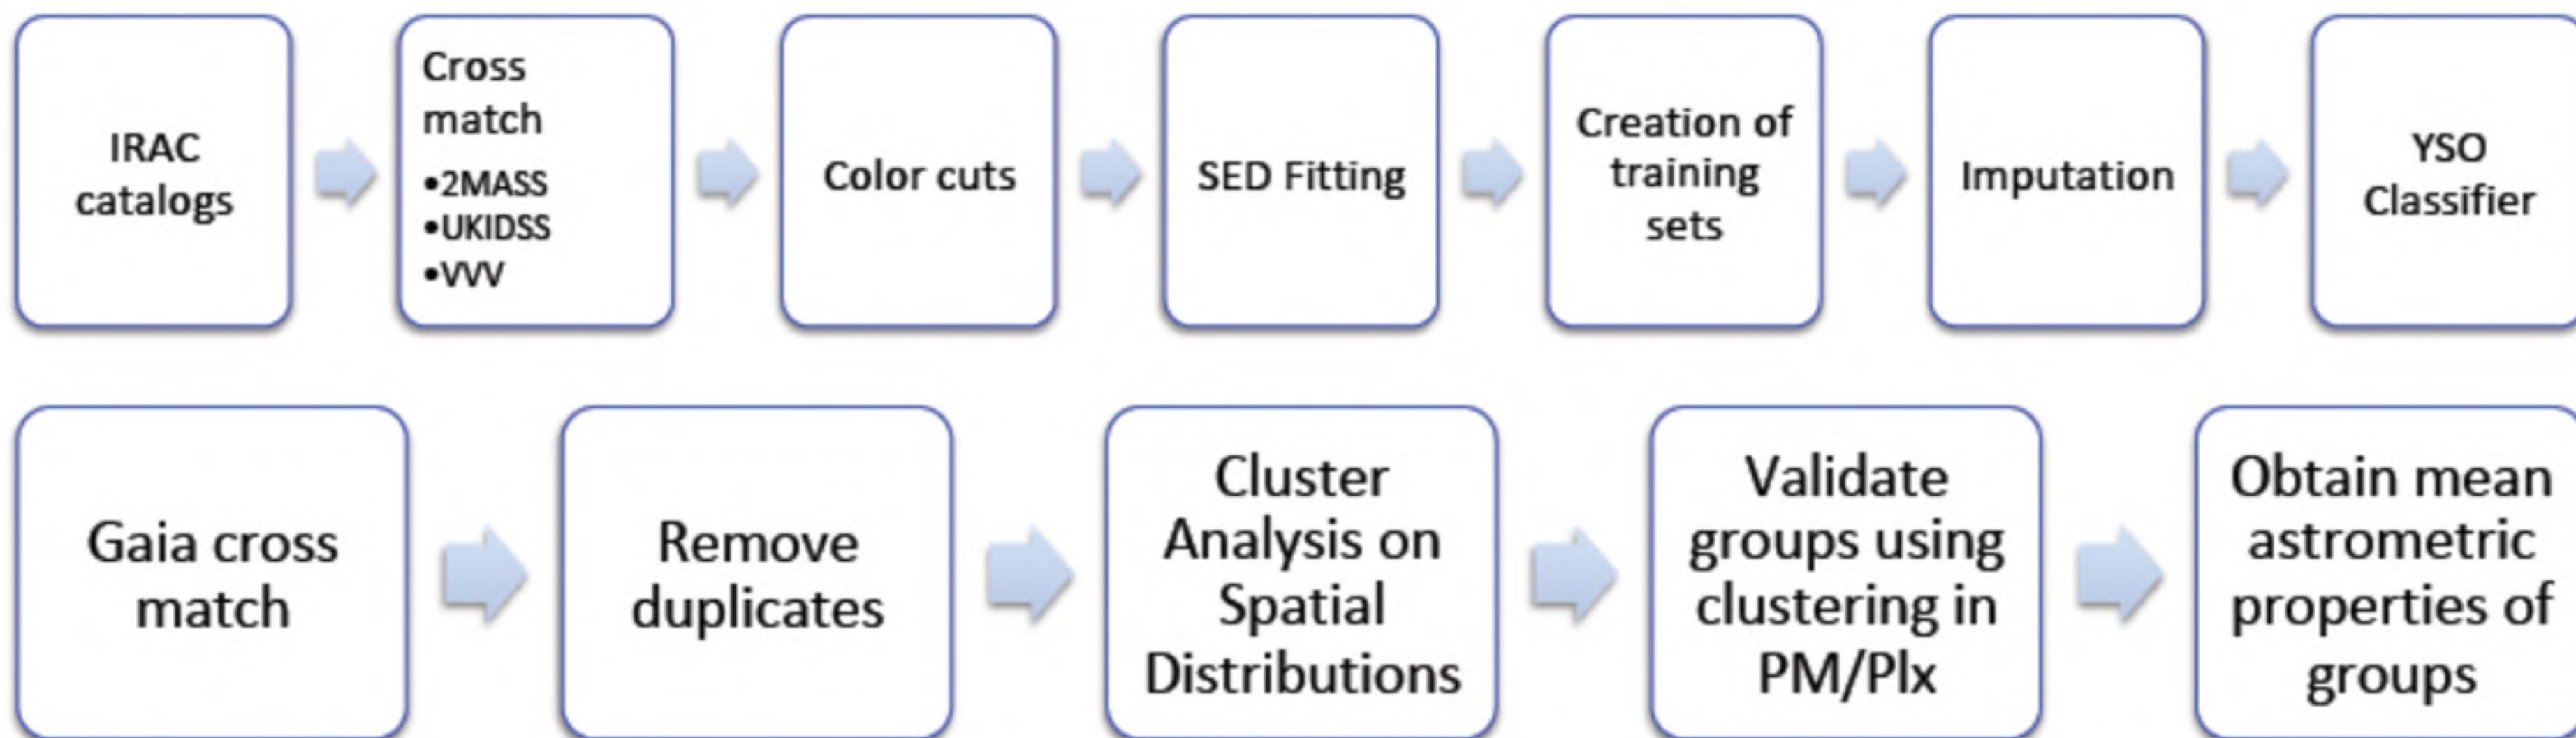 IRAC
catalogs
Cross
match
•2MASS
•UKIDSS
•VVV
Color cuts
SED Fitting
Creation of
training
sets
Imputation
YSO
Classifier
Gaia cross
match
Remove
duplicates
Cluster
Analysis on
Spatial
Distributions
Validate
groups using
clustering in
PM/Plx
Obtain mean
astrometric
properties of
groups